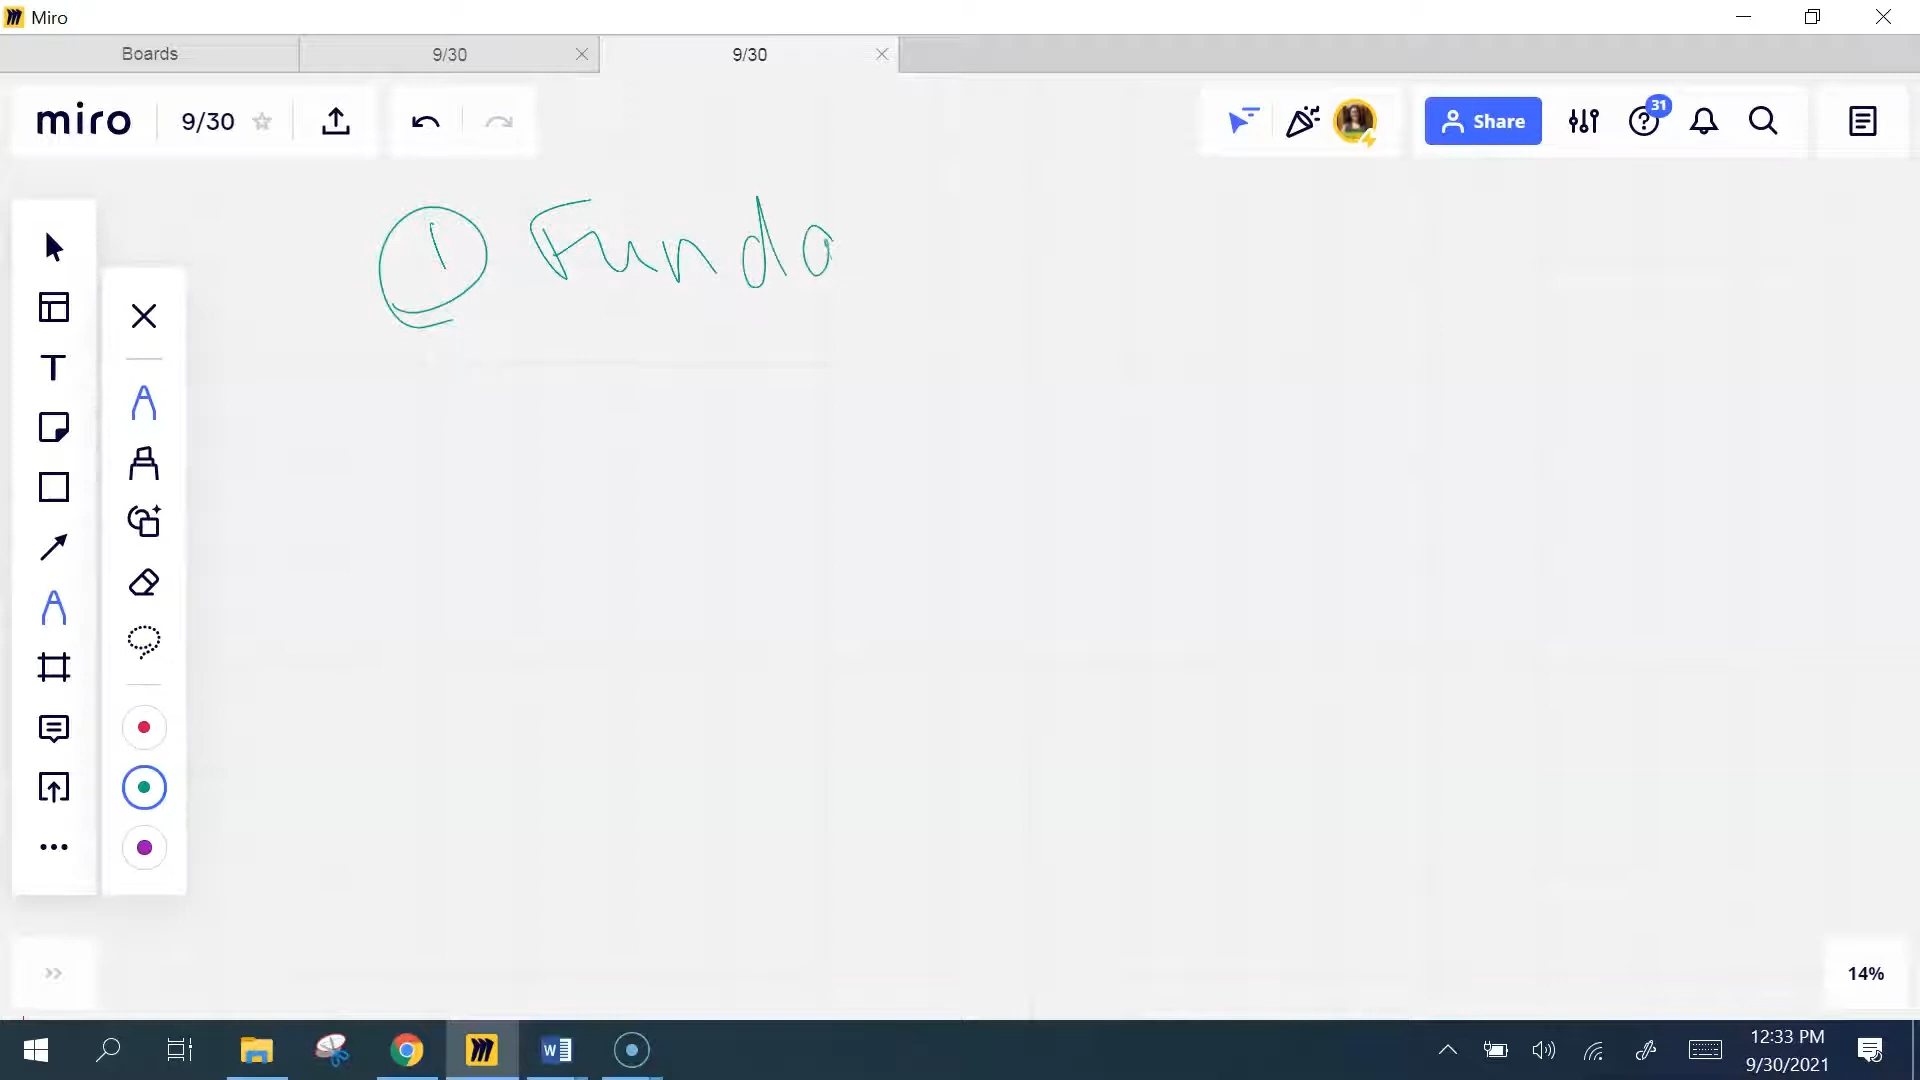 Miro
Boards
9/30
9/30
miro
9/30
31
Share
① Funda
T
14%
12:33 PM
9/30/2021